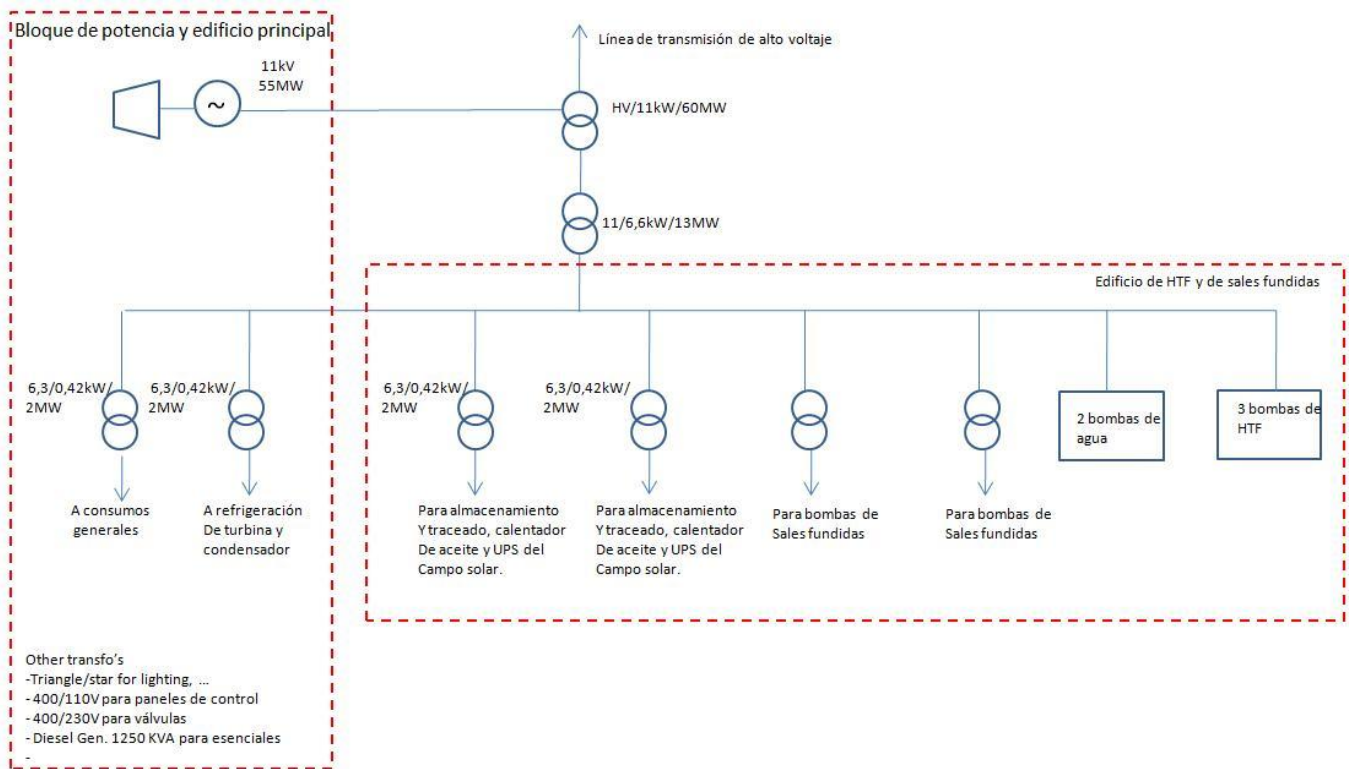 Bloque de potencia y edificio principal
11kV
55MW
~
Línea de transmisión de alto voltaje
HV/11kW/60MW
11/6,6kW/13MW
Edificio de HTF y de sales fundidas
6,3/0,42kW/
2MW
6,3/0,42kW/
2MW
6,3/0,42kW/
2MW
6,3/0,42kW/
2MW
2 bombas de
agua
3 bombas de
HTF
A consumos
generales
A refrigeración
De turbina y
condensador
Para almacenamiento
Y traceado, calentador
De aceite y UPS del
Campo solar.
Para almacenamiento
Y traceado, calentador
De aceite y UPS del
Campo solar.
Para bombas de
Sales fundidas
Para bombas de
Sales fundidas
Other transfo's
-Triangle/star for lighting, ...
- 400/110V para paneles de control
- 400/230V para válvulas
- Diesel Gen. 1250 KVA para esenciales
-